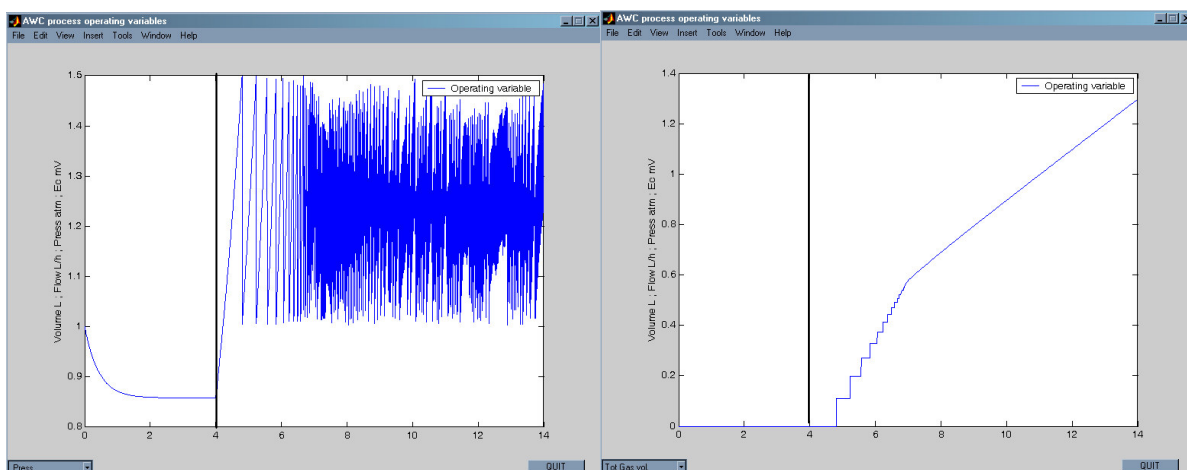 AWC process operating variables
File Edit View Insert Tools Window Help
Operating variable
Volume L ; Flow L/h ; Press atm ; Eo mV
1.5
1.4
1.3
1.2
1.1
1
0.9
0.8
0 2 4 6 8 10 12 14
Press
QUIT
AWC process operating variables
File Edit View Insert Tools Window Help
Operating variable
Volume L ; Flow L/h ; Press atm ; Eo mV
1.4
1.2
1
0.8
0.6
0.4
0.2
0
0 2 4 6 8 10 12 14
Tot Gas vol
QUIT